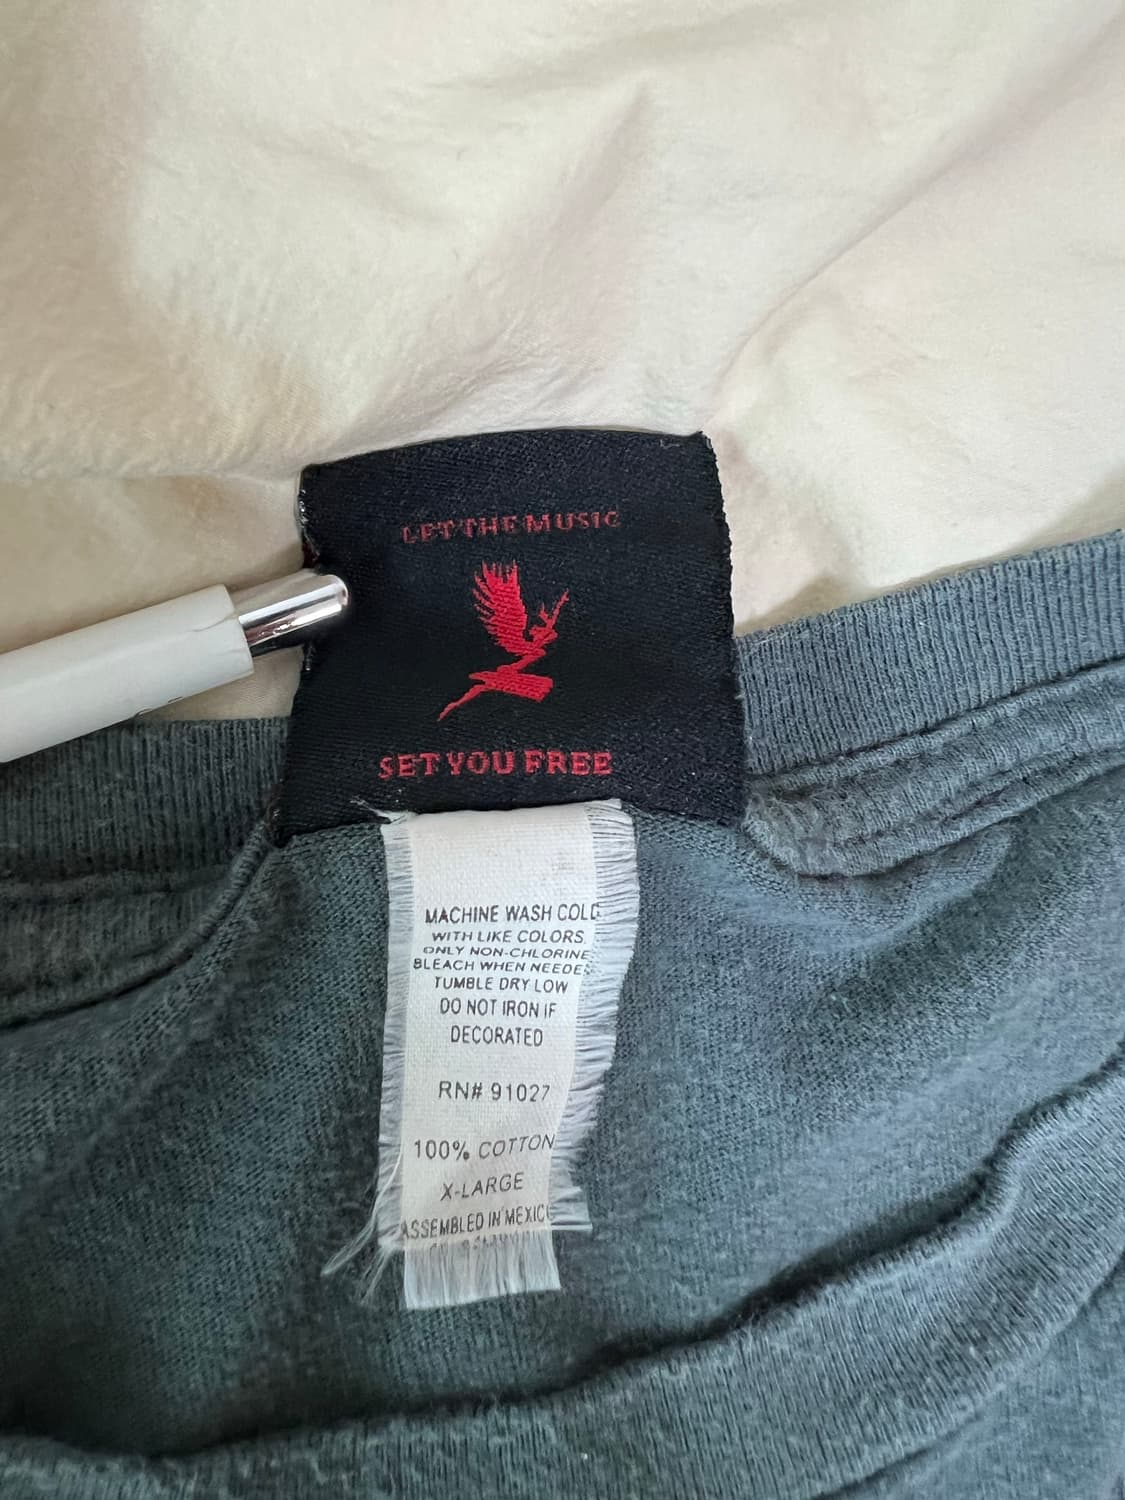 LET THE MUSIC
SET YOU FREE
MACHINE WASH COLD
WITH LIKE COLORS,
ONLY NON-CHLORINE
BLEACH WHEN NEEDED
TUMBLE DRY LOW
DO NOT IRON IF
DECORATED
RN# 91027
100% COTTON
X-LARGE
ASSEMBLED IN MEXICO